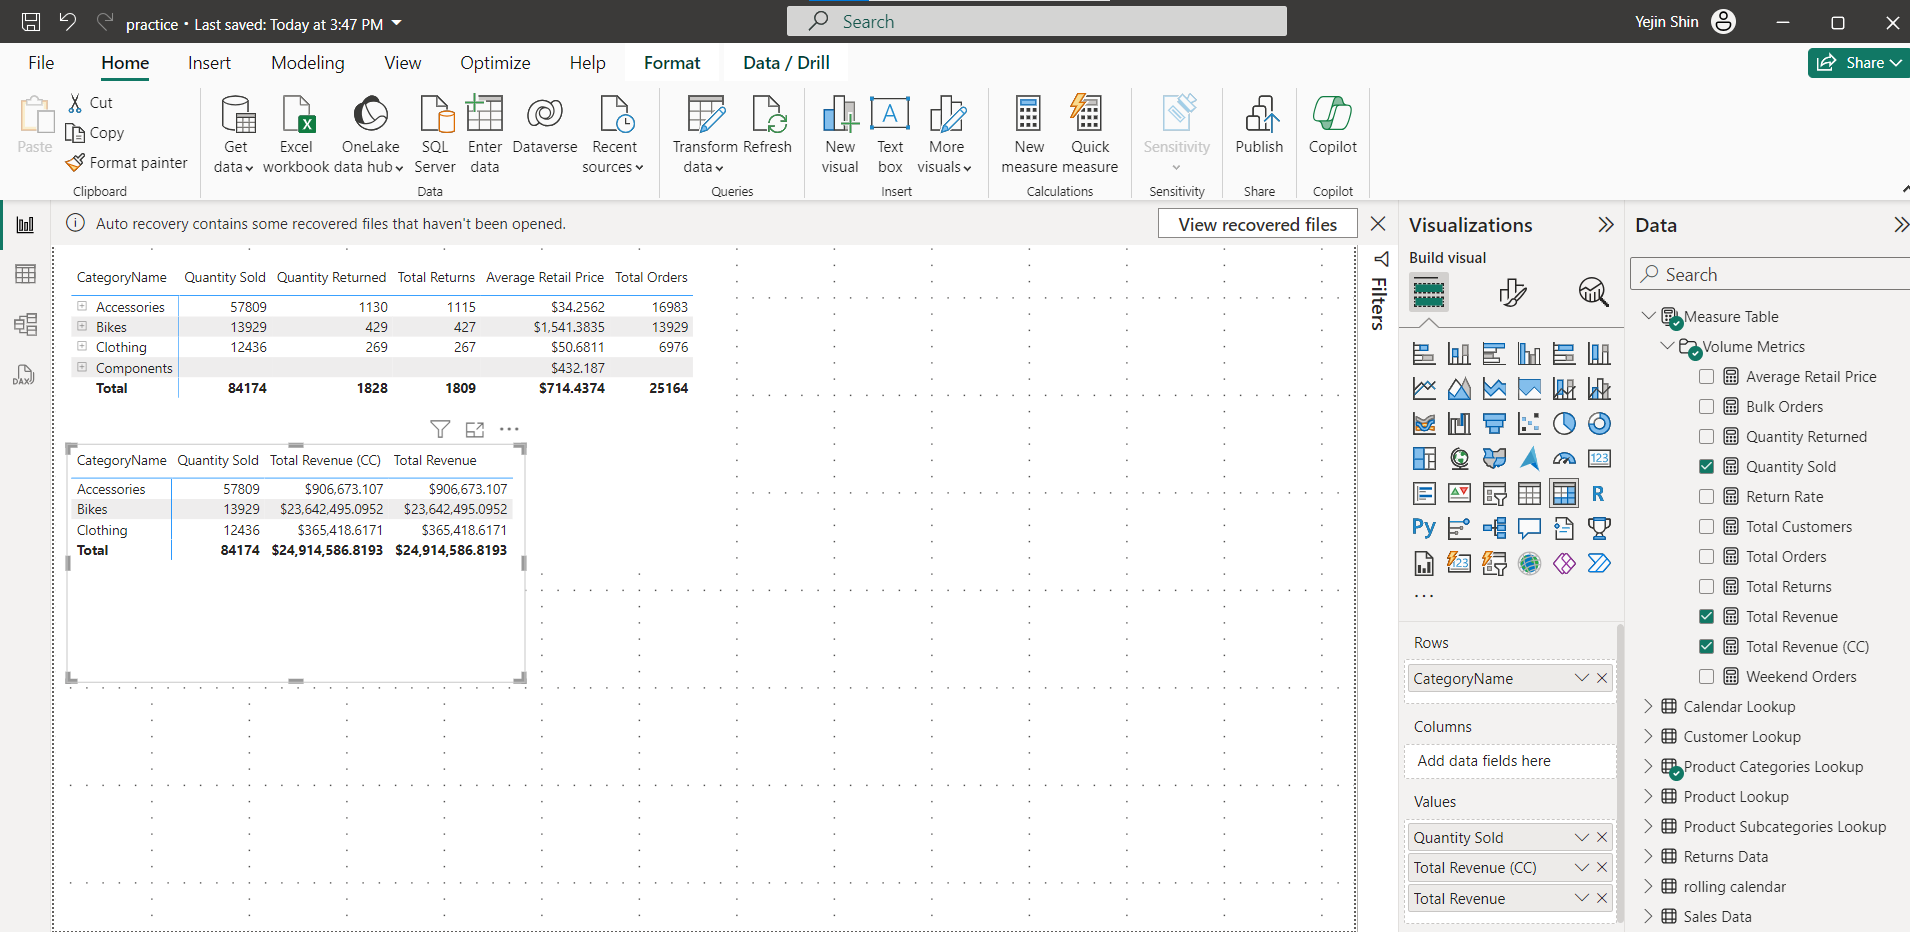 practice • Last saved: Today at 3:47 PM
Search
Yejin Shin
File Home Insert Modeling View Optimize Help Format Data / Drill
Share
Paste
Cut
Copy
Format painter
Clipboard
Get data
Excel workbook
OneLake data hub
SQL Server
Enter data
Dataverse
Recent sources
Data
Transform data
Refresh
Queries
New visual
Text box
More visuals
Insert
New measure
Quick measure
Calculations
Sensitivity
Sensitivity
Publish
Share
Copilot
Copilot
Auto recovery contains some recovered files that haven't been opened.
View recovered files
CategoryName Quantity Sold Quantity Returned Total Returns Average Retail Price Total Orders
Accessories 57809 1130 1115 $34.2562 16983
Bikes 13929 429 427 $1,541.3835 13929
Clothing 12436 269 267 $50.6811 6976
Components $432.187
Total 84174 1828 1809 $714.4374 25164
CategoryName Quantity Sold Total Revenue (CC) Total Revenue
Accessories 57809 $906,673.107 $906,673.107
Bikes 13929 $23,642,495.0952 $23,642,495.0952
Clothing 12436 $365,418.6171 $365,418.6171
Total 84174 $24,914,586.8193 $24,914,586.8193
Filters
Visualizations
Build visual
123
R
Py
123
...
Rows
CategoryName
Columns
Add data fields here
Values
Quantity Sold
Total Revenue (CC)
Total Revenue
Data
Search
Measure Table
Volume Metrics
Average Retail Price
Bulk Orders
Quantity Returned
Quantity Sold
Return Rate
Total Customers
Total Orders
Total Returns
Total Revenue
Total Revenue (CC)
Weekend Orders
Calendar Lookup
Customer Lookup
Product Categories Lookup
Product Lookup
Product Subcategories Lookup
Returns Data
rolling calendar
Sales Data
DAX